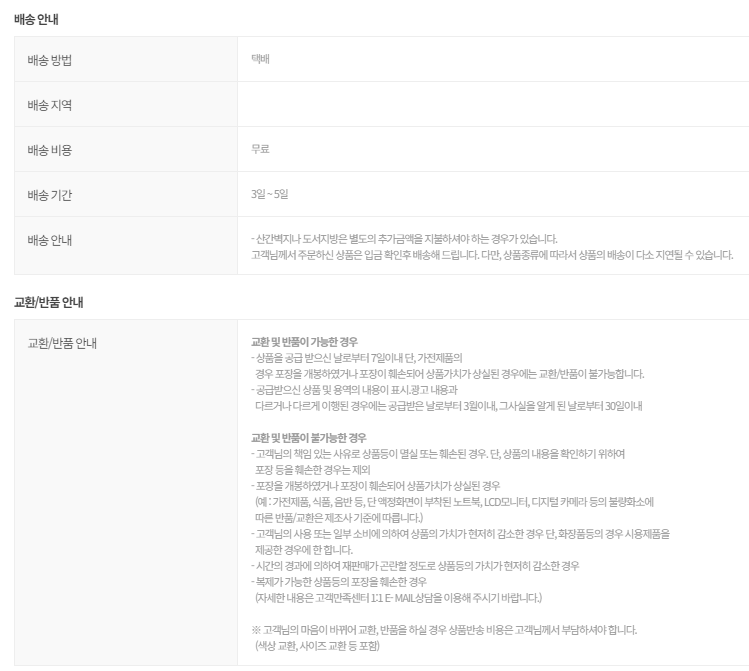 배송 안내
배송 방법
택배
배송 지역
배송 비용
무료
배송 기간
3일 ~ 5일
배송 안내
- 산간벽지나 도서지방은 별도의 추가금액을 지불하셔야 하는 경우가 있습니다.
고객님께서 주문하신 상품은 입금 확인후 배송해 드립니다. 다만, 상품종류에 따라서 상품의 배송이 다소 지연될 수 있습니다.
교환/반품 안내
교환/반품 안내
교환 및 반품이 가능한 경우
- 상품을 공급 받으신 날로부터 7일이내 단, 가전제품의
경우 포장을 개봉하였거나 포장이 훼손되어 상품가치가 상실된 경우에는 교환/반품이 불가능합니다.
- 공급받으신 상품 및 용역의 내용이 표시.광고 내용과
다르거나 다르게 이행된 경우에는 공급받은 날로부터 3월이내, 그사실을 알게 된 날로부터 30일이내
교환 및 반품이 불가능한 경우
- 고객님의 책임 있는 사유로 상품등이 멸실 또는 훼손된 경우. 단, 상품의 내용을 확인하기 위하여
포장 등을 훼손한 경우는 제외
- 포장을 개봉하였거나 포장이 훼손되어 상품가치가 상실된 경우
(예 : 가전제품, 식품, 음반 등, 단 액정화면이 부착된 노트북, LCD모니터, 디지털 카메라 등의 불량화소에
따른 반품/교환은 제조사 기준에 따릅니다.)
- 고객님의 사용 또는 일부 소비에 의하여 상품의 가치가 현저히 감소한 경우 단, 화장품등의 경우 시용제품을
제공한 경우에 한 합니다.
- 시간의 경과에 의하여 재판매가 곤란할 정도로 상품등의 가치가 현저히 감소한 경우
- 복제가 가능한 상품등의 포장을 훼손한 경우
(자세한 내용은 고객만족센터 1:1 E- MAIL상담을 이용해 주시기 바랍니다.)
※ 고객님의 마음이 바뀌어 교환, 반품을 하실 경우 상품반송 비용은 고객님께서 부담하셔야 합니다.
(색상 교환, 사이즈 교환 등 포함)